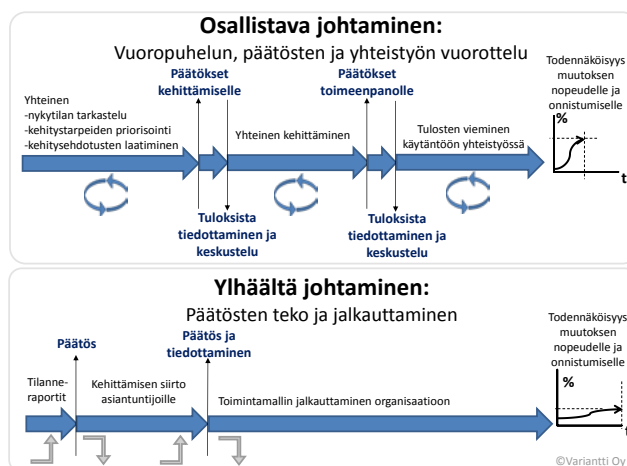 Osallistava johtaminen:
Vuoropuhelun, päätösten ja yhteistyön vuorottelu
Päätökset
kehittämiselle
Päätökset
toimeenpanolle
Todennäköisyys
muutoksen
nopeudelle ja
onnistumiselle
Yhteinen
-nykytilan tarkastelu
-kehitystarpeiden priorisointi
-kehitysehdotusten laatiminen
Yhteinen kehittäminen
Tulosten vieminen
käytäntöön yhteistyössä
%
t
Tuloksista
tiedottaminen ja
keskustelu
Tuloksista
tiedottaminen ja
keskustelu
Ylhäältä johtaminen:
Päätösten teko ja jalkauttaminen
Päätös
Päätös ja
tiedottaminen
Todennäköisyys
muutoksen
nopeudelle ja
onnistumiselle
Tilanne-
raportit
Kehittämisen siirto
asiantuntijoille
Toimintamallin jalkauttaminen organisaatioon
%
t
©Variantti Oy